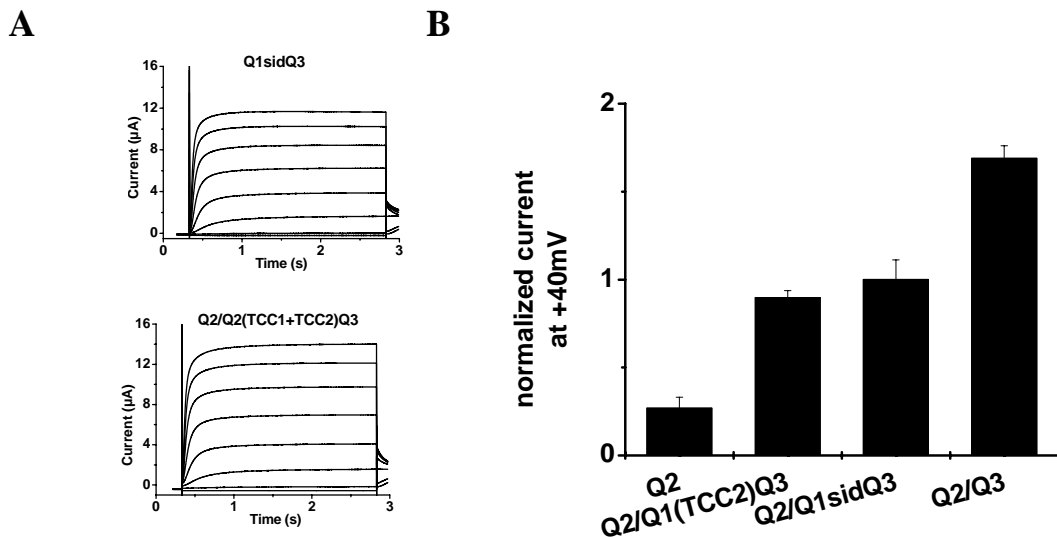 A
B
Q1sidQ3
16
12
8
4
0
Current (µA)
0
1
2
3
Time (s)
Q2/Q2(TCC1+TCC2)Q3
16
12
8
4
0
Current (µA)
0
1
2
3
Time (s)
normalized current
at +40mV
2
1
0
Q2
Q2/Q1(TCC2)Q3
Q2/Q1sidQ3
Q2/Q3